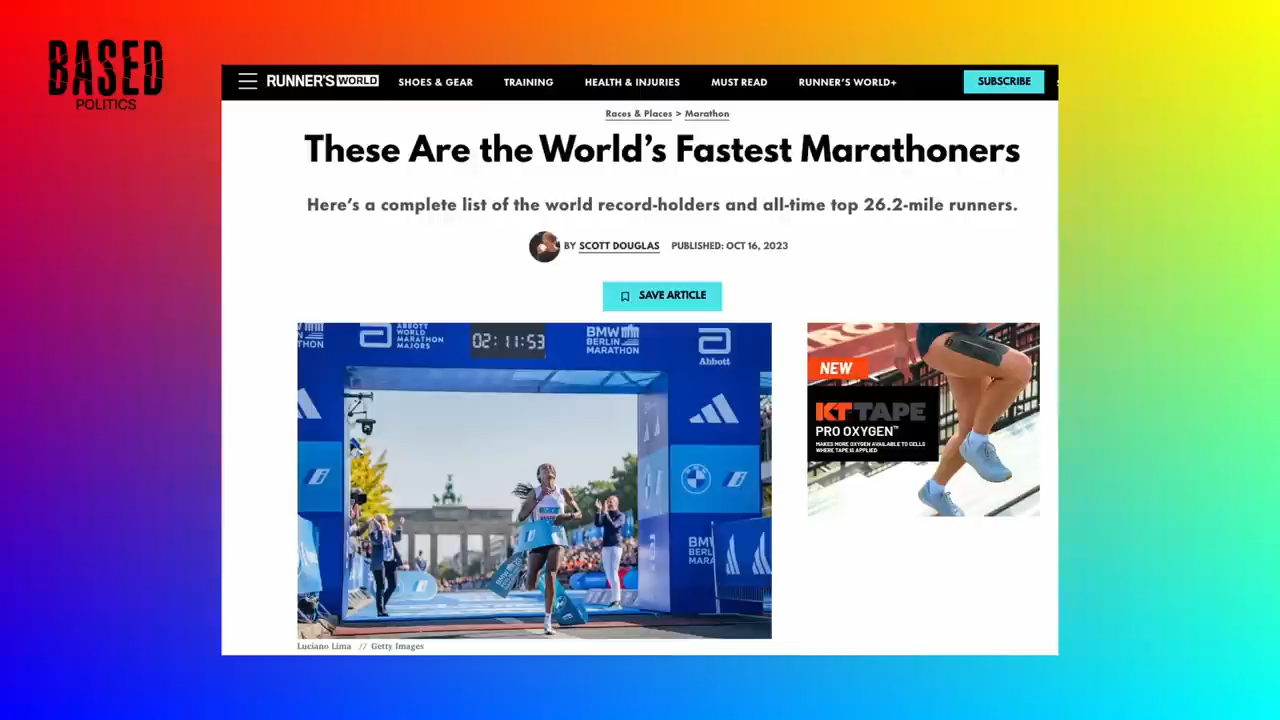 BASED
POLITICS
RUNNER'S WORLD
SHOES & GEAR
TRAINING
HEALTH & INJURIES
MUST READ
RUNNER'S WORLD+
SUBSCRIBE
Races & Places > Marathon
These Are the World's Fastest Marathoners
Here's a complete list of the world record-holders and all-time top 26.2-mile runners.
BY SCOTT DOUGLAS PUBLISHED: OCT 16, 2023
SAVE ARTICLE
THON
ABBOTT
WORLD
MARATHON
MAJORS
02:11:53
BMW
BERLIN
MARATHON
Abbott
BMW
BERL
MARA
NEW
KT TAPE
PRO OXYGEN™
MAKES MORE OXYGEN AVAILABLE TO CELLS
WHERE TAPE IS APPLIED
Luciano Lima // Getty Images